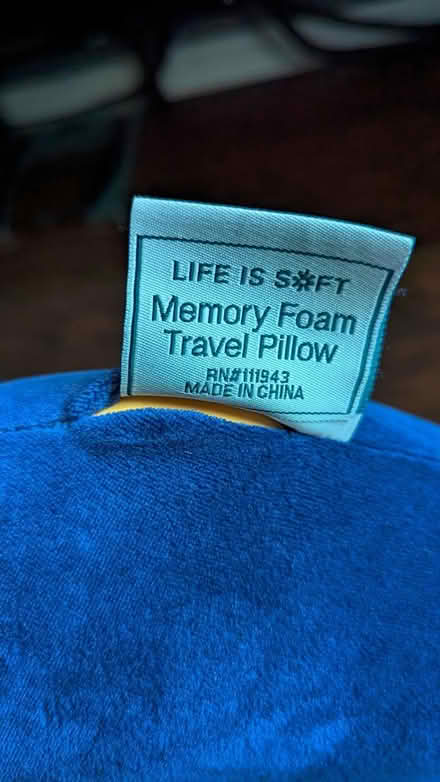 LIFE IS S☀FT
Memory Foam
Travel Pillow
RN#111943
MADE IN CHINA